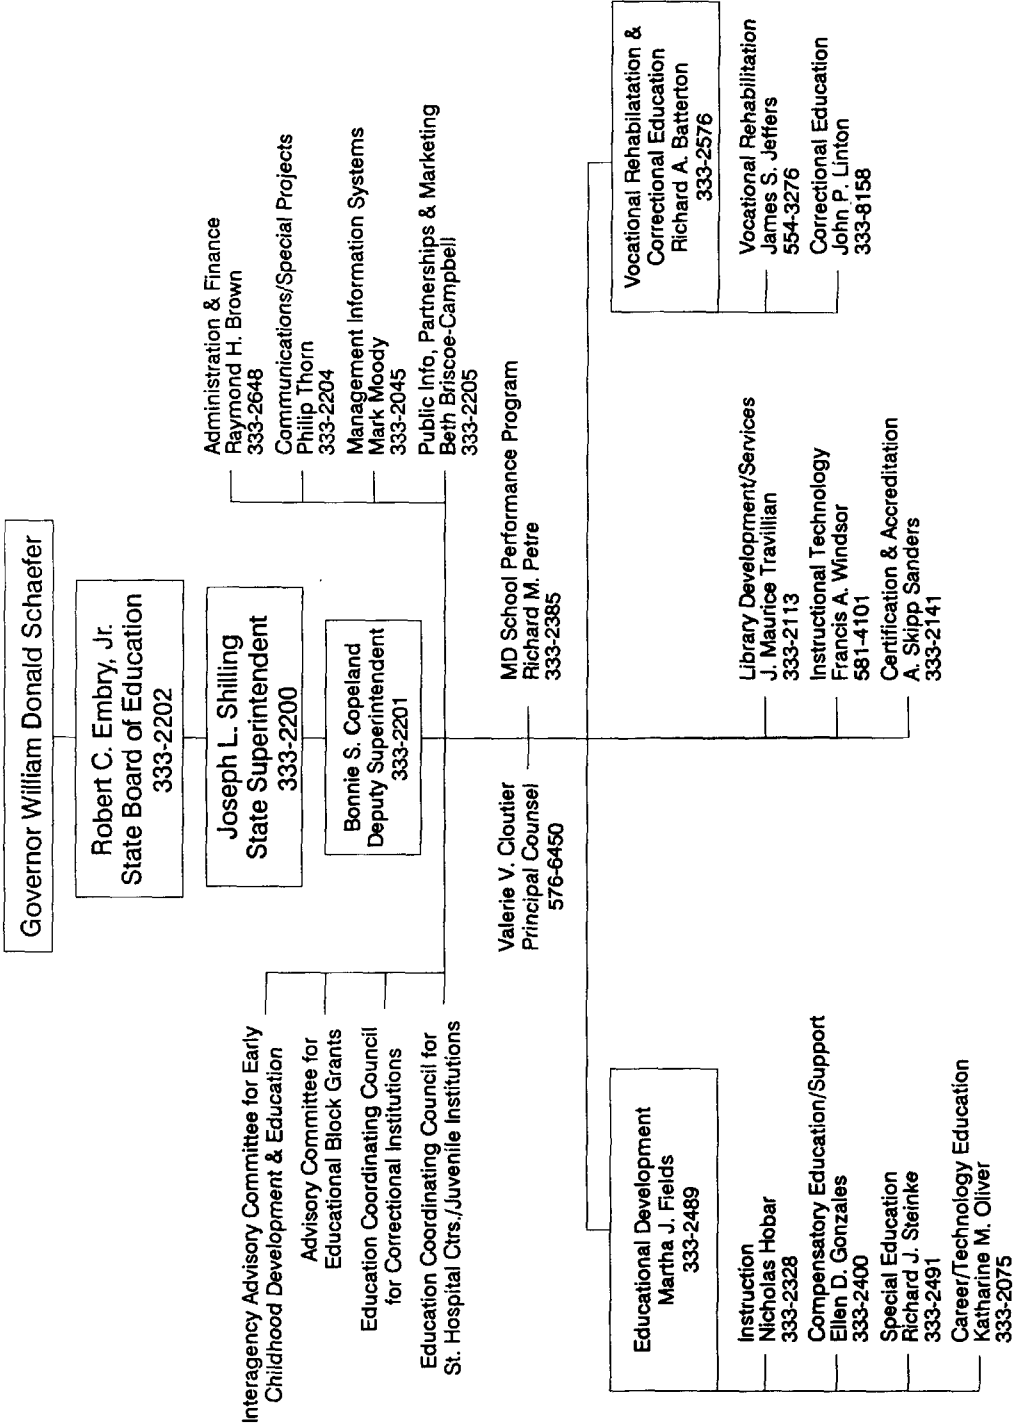 Governor William Donald Schaefer
Robert C. Embry, Jr.
State Board of Education
333-2202
Joseph L. Shilling
State Superintendent
333-2200
Bonnie S. Copeland
Deputy Superintendent
333-2201
Interagency Advisory Committee for Early
Childhood Development & Education
Advisory Committee for
Educational Block Grants
Education Coordinating Council
for Correctional Institutions
Education Coordinating Council for
St. Hospital Ctrs./Juvenile Institutions
Administration & Finance
Raymond H. Brown
333-2648
Communications/Special Projects
Philip Thorn
333-2204
Management Information Systems
Mark Moody
333-2045
Public Info, Partnerships & Marketing
Beth Briscoe-Campbell
333-2205
Valerie V. Cloutier
Principal Counsel
576-6450
MD School Performance Program
Richard M. Petre
333-2385
Educational Development
Martha J. Fields
333-2489
Instruction
Nicholas Hobar
333-2328
Compensatory Education/Support
Ellen D. Gonzales
333-2400
Special Education
Richard J. Steinke
333-2491
Career/Technology Education
Katharine M. Oliver
333-2075
Library Development/Services
J. Maurice Travillian
333-2113
Instructional Technology
Francis A. Windsor
581-4101
Certification & Accreditation
A. Skipp Sanders
333-2141
Vocational Rehabilatation &
Correctional Education
Richard A. Batterton
333-2576
Vocational Rehabilitation
James S. Jeffers
554-3276
Correctional Education
John P. Linton
333-8158